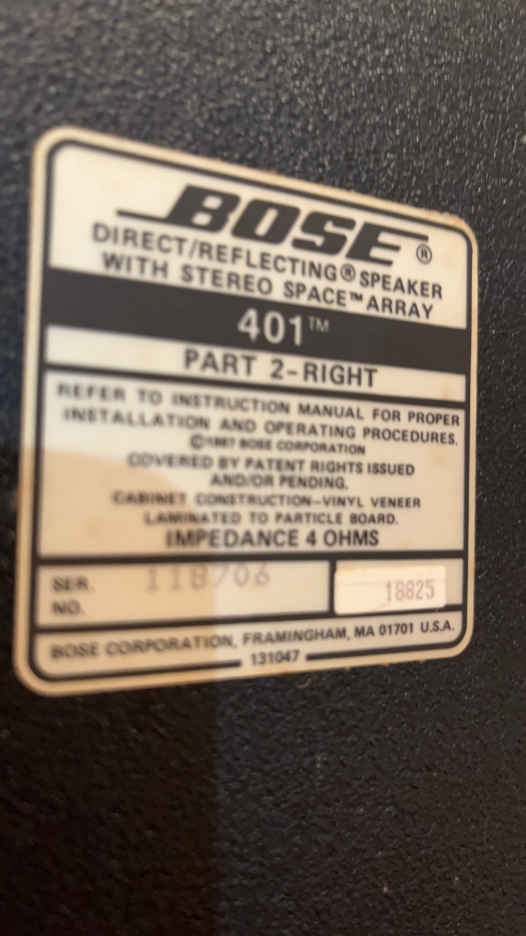 BOSE®
DIRECT/REFLECTING® SPEAKER
WITH STEREO SPACE™ ARRAY
401™
PART 2-RIGHT
REFER TO INSTRUCTION MANUAL FOR PROPER
INSTALLATION AND OPERATING PROCEDURES.
©1987 BOSE CORPORATION
COVERED BY PATENT RIGHTS ISSUED
AND/OR PENDING.
CABINET CONSTRUCTION-VINYL VENEER
LAMINATED TO PARTICLE BOARD.
IMPEDANCE 4 OHMS
SER. NO. 118706
18825
BOSE CORPORATION, FRAMINGHAM, MA 01701 U.S.A.
131047